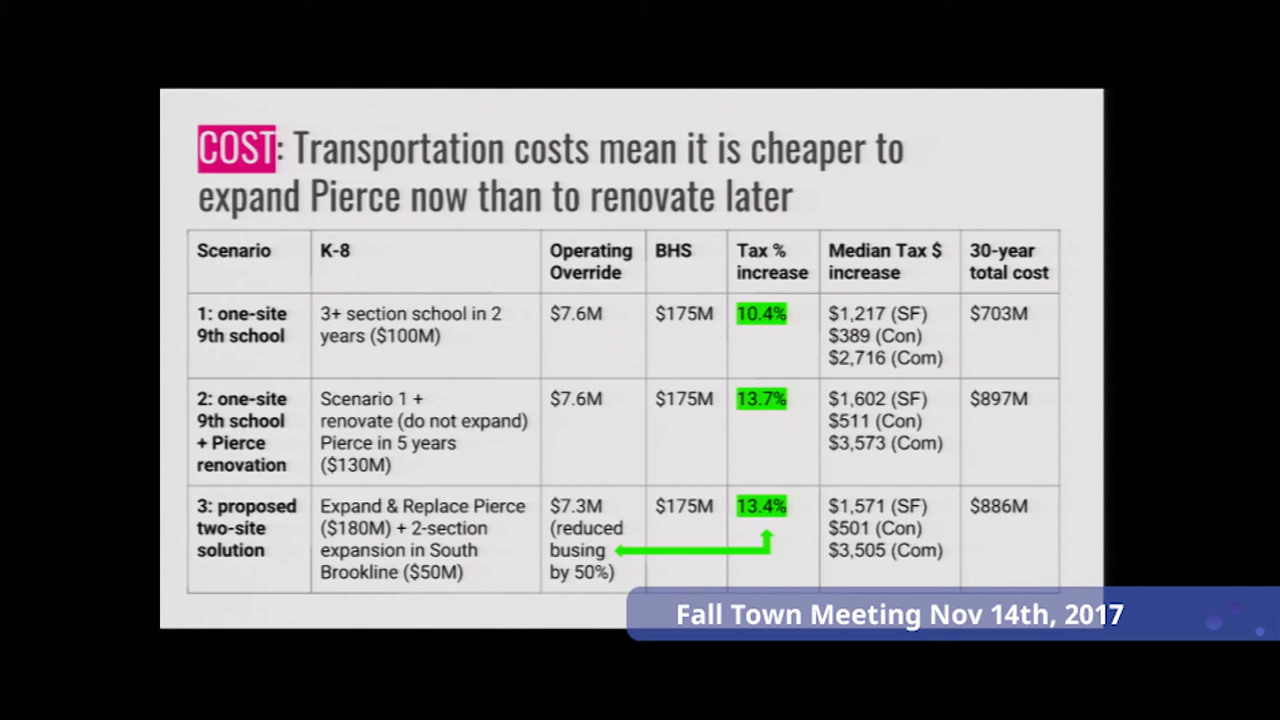 COST: Transportation costs mean it is cheaper to
expand Pierce now than to renovate later
Scenario K-8 Operating Override BHS Tax % increase Median Tax $ increase 30-year total cost
1: one-site 9th school 3+ section school in 2 years ($100M) $7.6M $175M 10.4% $1,217 (SF) $389 (Con) $2,716 (Com) $703M
2: one-site 9th school + Pierce renovation Scenario 1 + renovate (do not expand) Pierce in 5 years ($130M) $7.6M $175M 13.7% $1,602 (SF) $511 (Con) $3,573 (Com) $897M
3: proposed two-site solution Expand & Replace Pierce ($180M) + 2-section expansion in South Brookline ($50M) $7.3M (reduced busing by 50%) $175M 13.4% $1,571 (SF) $501 (Con) $3,505 (Com) $886M
Fall Town Meeting Nov 14th, 2017